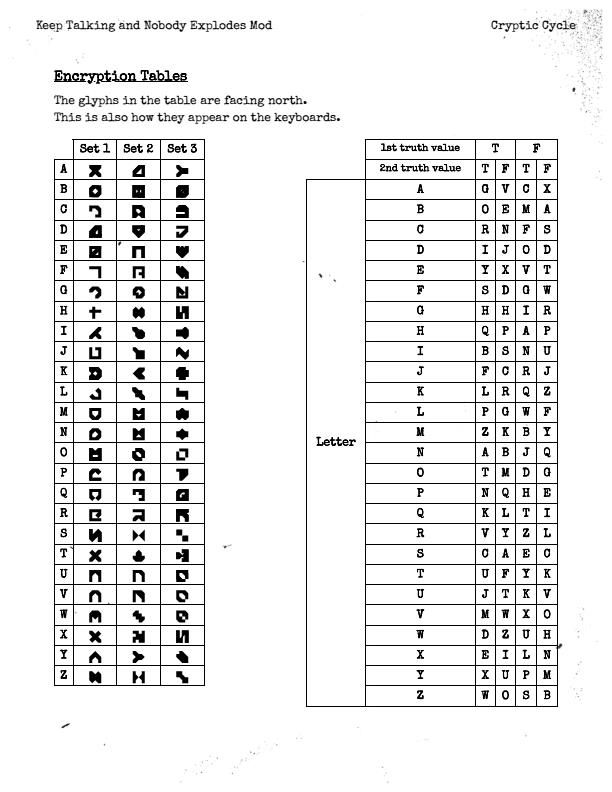 Keep Talking and Nobody Explodes Mod Cryptic Cycle
Encryption Tables
The glyphs in the table are facing north.
This is also how they appear on the keyboards.
Set 1 Set 2 Set 3
A
B
C
D
E
F
G
H
I
J
K
L
M
N
O
P
Q
R
S
T
U
V
W
X
Y
Z
1st truth value T F
2nd truth value T F T F
Letter
A G V C X
B O E M A
C R N F S
D I J O D
E Y X V T
F S D G W
G H H I R
H Q P A P
I B S N U
J F C R J
K L R Q Z
L P G W F
M Z K B Y
N A B J Q
O T M D G
P N Q H E
Q K L T I
R V Y Z L
S C A E C
T U F Y K
U J T K V
V M W X O
W D Z U H
X E I L N
Y X U P M
Z W O S B